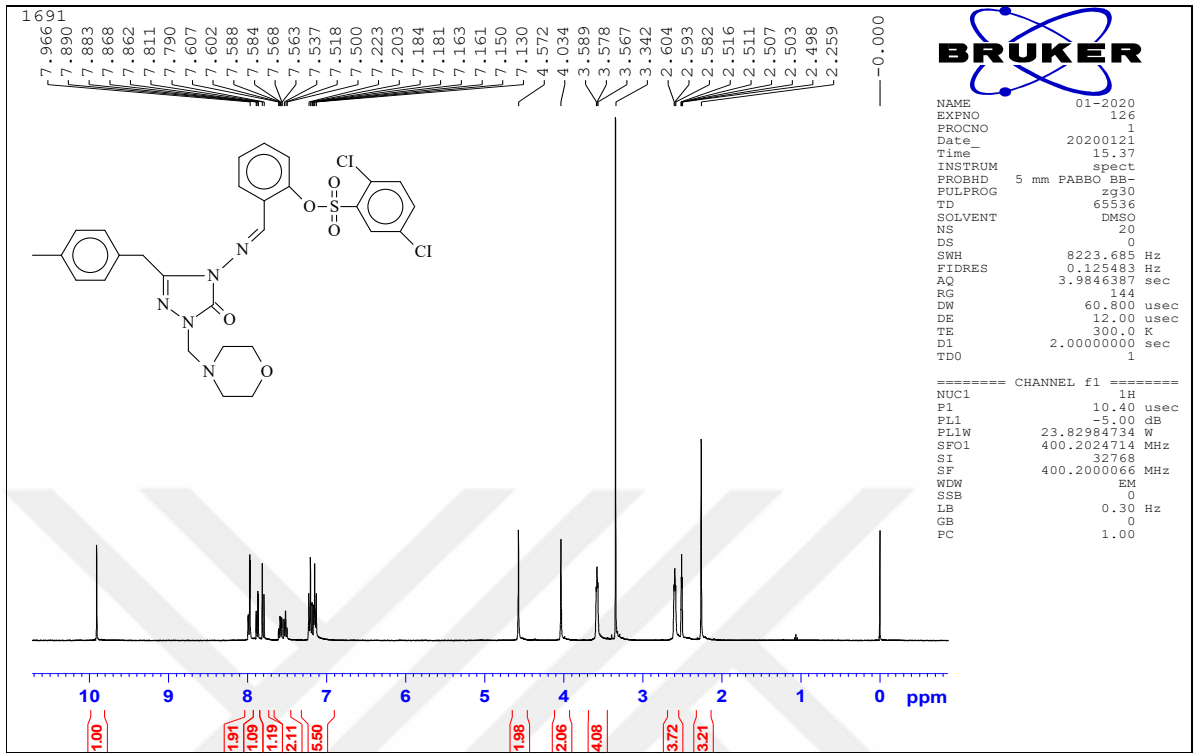 1691
7.966
7.890
7.883
7.868
7.862
7.811
7.790
7.607
7.602
7.588
7.584
7.568
7.563
7.537
7.518
7.500
7.223
7.203
7.184
7.181
7.163
7.161
7.150
7.130
4.572
4.034
3.589
3.578
3.567
3.342
2.604
2.593
2.582
2.516
2.511
2.507
2.503
2.498
2.259
-0.000
BRUKER
NAME 01-2020
EXPNO 126
PROCNO 1
Date_ 20200121
Time 15.37
INSTRUM spect
PROBHD 5 mm PABBO BB-
PULPROG zg30
TD 65536
SOLVENT DMSO
NS 20
DS 0
SWH 8223.685 Hz
FIDRES 0.125483 Hz
AQ 3.9846387 sec
RG 144
DW 60.800 usec
DE 12.00 usec
TE 300.0 K
D1 2.00000000 sec
TD0 1
======== CHANNEL f1 ========
NUC1 1H
P1 10.40 usec
PL1 -5.00 dB
PL1W 23.82984734 W
SFO1 400.2024714 MHz
SI 32768
SF 400.2000066 MHz
WDW EM
SSB 0
LB 0.30 Hz
GB 0
PC 1.00
Cl
O
O S
O
Cl
N
N
N
N O
N
O
10 9 8 7 6 5 4 3 2 1 0 ppm
1.00
1.91
1.09
1.19
2.11
5.50
1.98
2.06
4.08
3.72
3.21